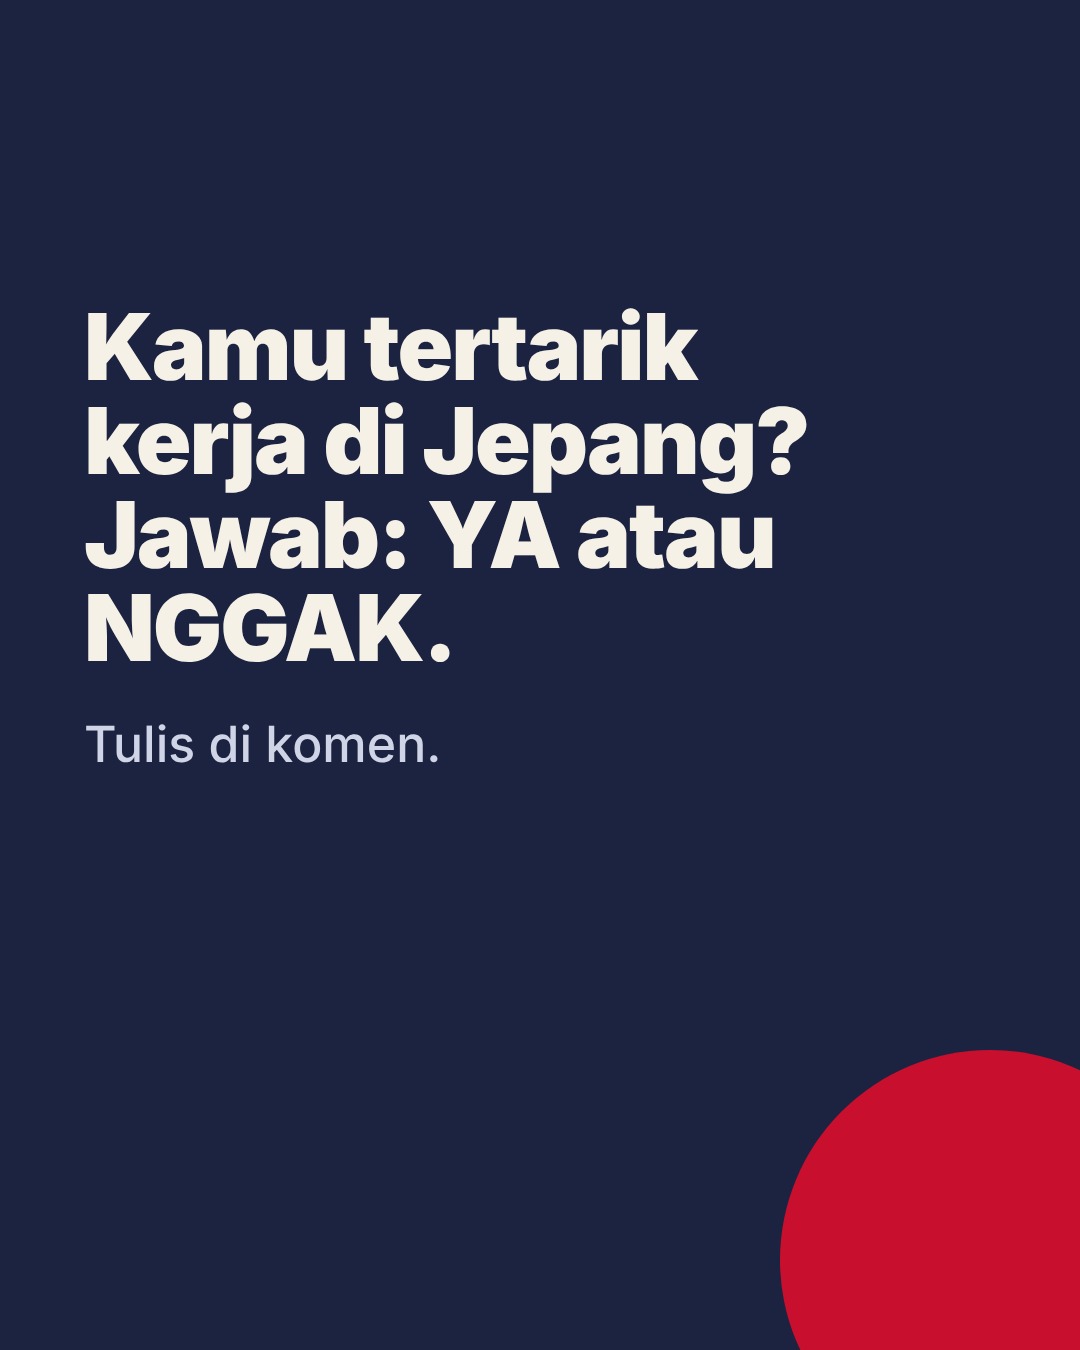 Kamu tertarik
kerja di Jepang?
Jawab: YA atau
NGGAK.
Tulis di komen.